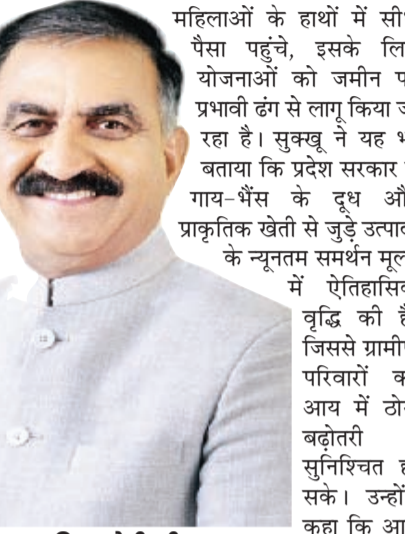 महिलाओं के हाथों में सीध
पैसा पहुंचे, इसके लि
योजनाओं को जमीन प
प्रभावी ढंग से लागू किया ज
रहा है। सुक्खू ने यह भ
बताया कि प्रदेश सरकार
गाय-भैंस के दूध औ
प्राकृतिक खेती से जुड़े उत्पाद
के न्यूनतम समर्थन मूल
में ऐतिहासिक
वृद्धि की है
जिससे ग्रामीण
परिवारों क
आय में ठो
बढ़ोतरी
सुनिश्चित ह
सके। उन्हों
कहा कि आ